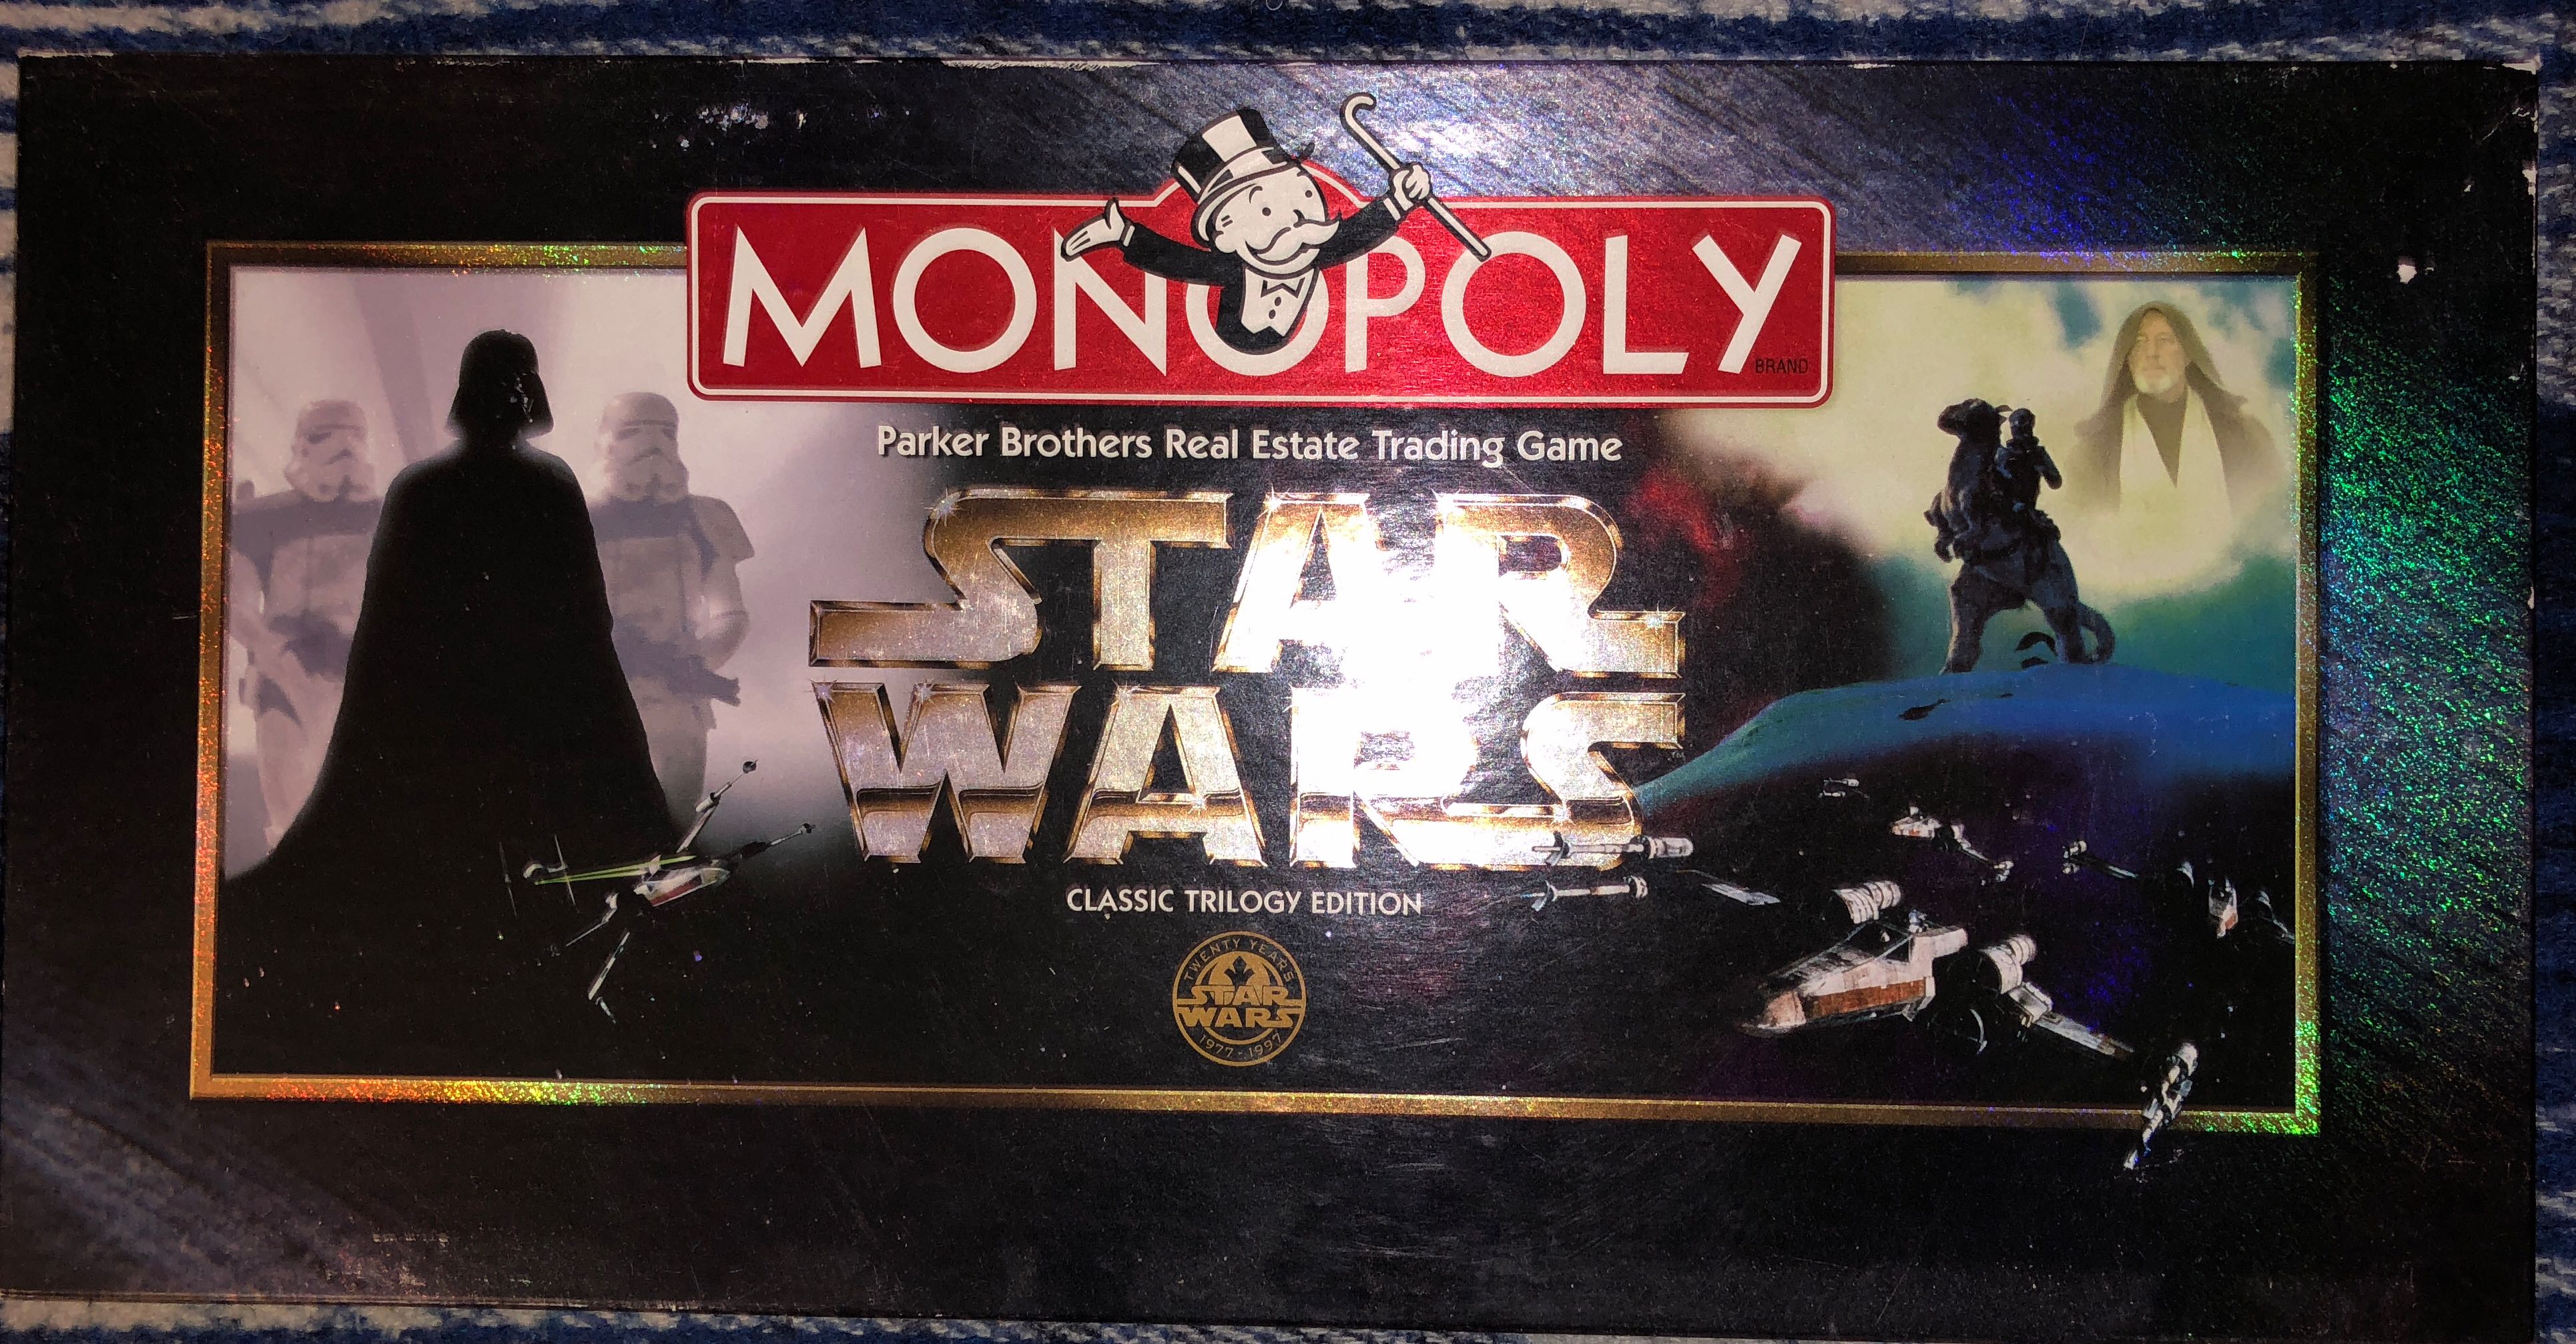 MONOPOLY
BRAND
Parker Brothers Real Estate Trading Game
STAR
WARS
CLASSIC TRILOGY EDITION
TWENTY YEARS
STAR
WARS
1977-1997